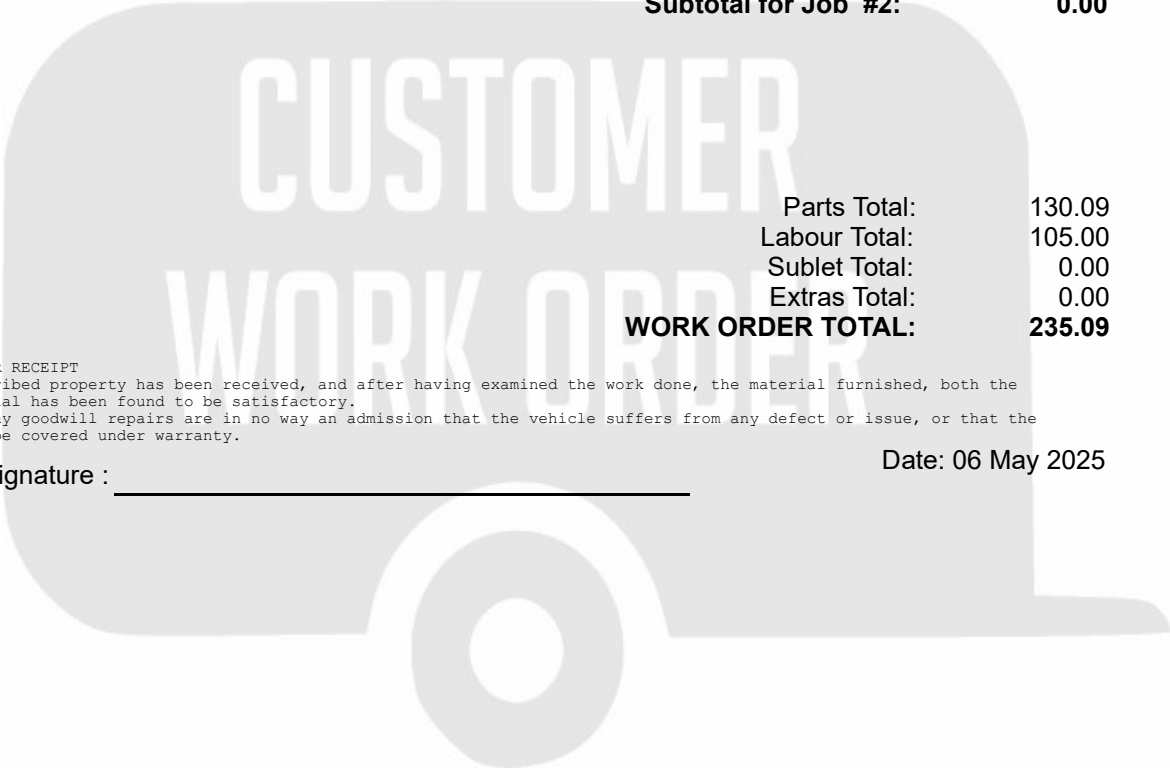 Subtotal for Job #2: 0.00
CUSTOMER
WORK ORDER
Parts Total: 130.09
Labour Total: 105.00
Sublet Total: 0.00
Extras Total: 0.00
WORK ORDER TOTAL: 235.09
RECEIPT
ribed property has been received, and after having examined the work done, the material furnished, both the
al has been found to be satisfactory.
y goodwill repairs are in no way an admission that the vehicle suffers from any defect or issue, or that the
be covered under warranty.
Date: 06 May 2025
ignature :